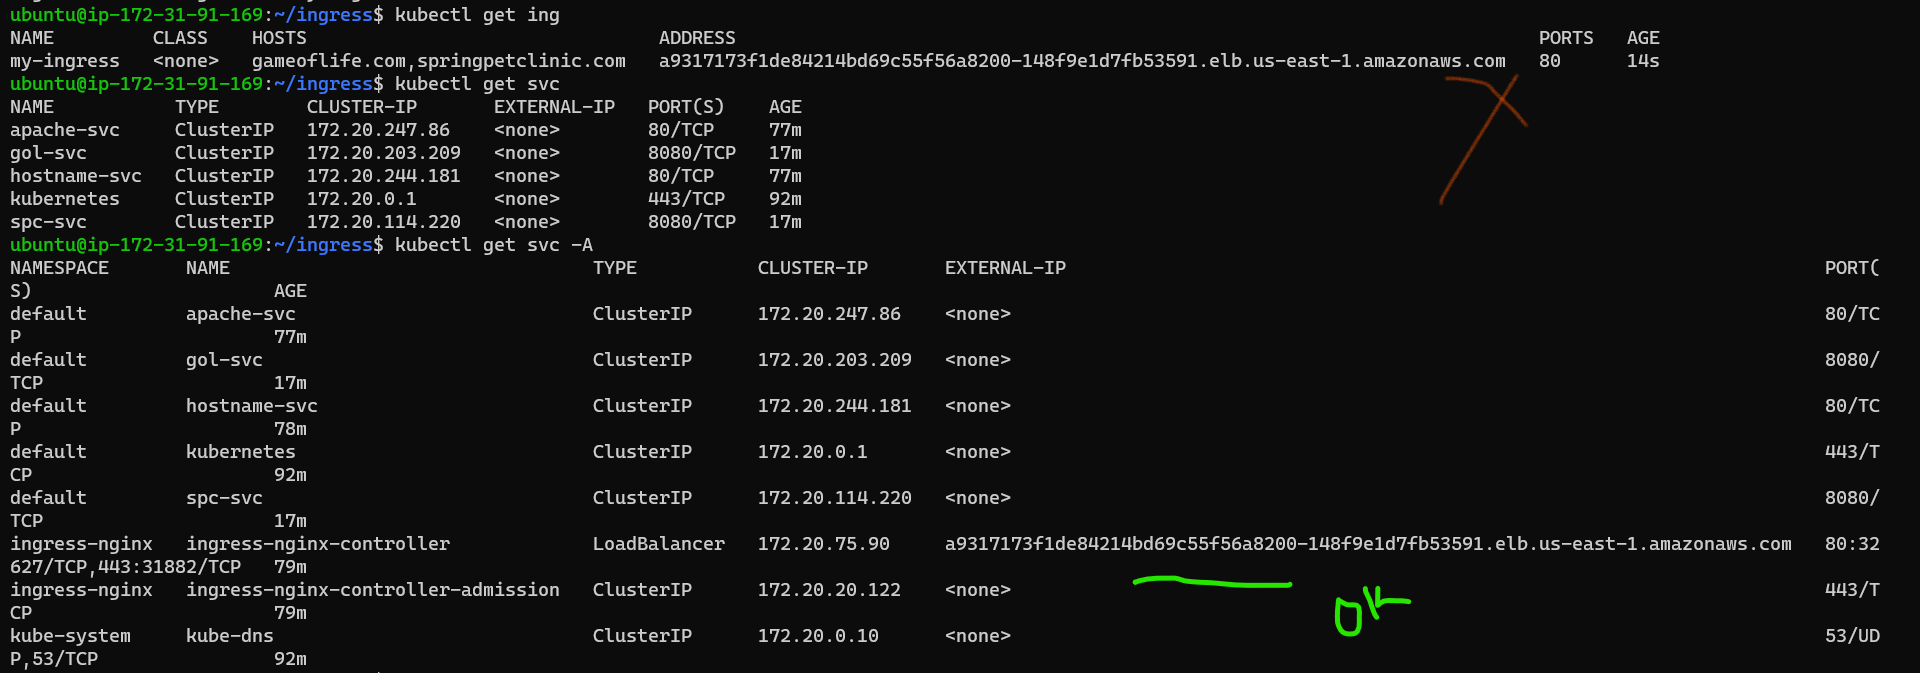 ubuntu@ip-172-31-91-169:~/ingress$ kubectl get ing
NAME CLASS HOSTS ADDRESS PORTS AGE
my-ingress <none> gameoflife.com,springpetclinic.com a9317173f1de84214bd69c55f56a8200-148f9e1d7fb53591.elb.us-east-1.amazonaws.com 80 14s
ubuntu@ip-172-31-91-169:~/ingress$ kubectl get svc
NAME TYPE CLUSTER-IP EXTERNAL-IP PORT(S) AGE
apache-svc ClusterIP 172.20.247.86 <none> 80/TCP 77m
gol-svc ClusterIP 172.20.203.209 <none> 8080/TCP 17m
hostname-svc ClusterIP 172.20.244.181 <none> 80/TCP 77m
kubernetes ClusterIP 172.20.0.1 <none> 443/TCP 92m
spc-svc ClusterIP 172.20.114.220 <none> 8080/TCP 17m
ubuntu@ip-172-31-91-169:~/ingress$ kubectl get svc -A
NAMESPACE NAME TYPE CLUSTER-IP EXTERNAL-IP PORT(
S) AGE
default apache-svc ClusterIP 172.20.247.86 <none> 80/TC
P 77m
default gol-svc ClusterIP 172.20.203.209 <none> 8080/
TCP 17m
default hostname-svc ClusterIP 172.20.244.181 <none> 80/TC
P 78m
default kubernetes ClusterIP 172.20.0.1 <none> 443/T
CP 92m
default spc-svc ClusterIP 172.20.114.220 <none> 8080/
TCP 17m
ingress-nginx ingress-nginx-controller LoadBalancer 172.20.75.90 a9317173f1de84214bd69c55f56a8200-148f9e1d7fb53591.elb.us-east-1.amazonaws.com 80:32
627/TCP,443:31882/TCP 79m
ingress-nginx ingress-nginx-controller-admission ClusterIP 172.20.20.122 <none> 443/T
CP 79m
ok
kube-system kube-dns ClusterIP 172.20.0.10 <none> 53/UD
P,53/TCP 92m